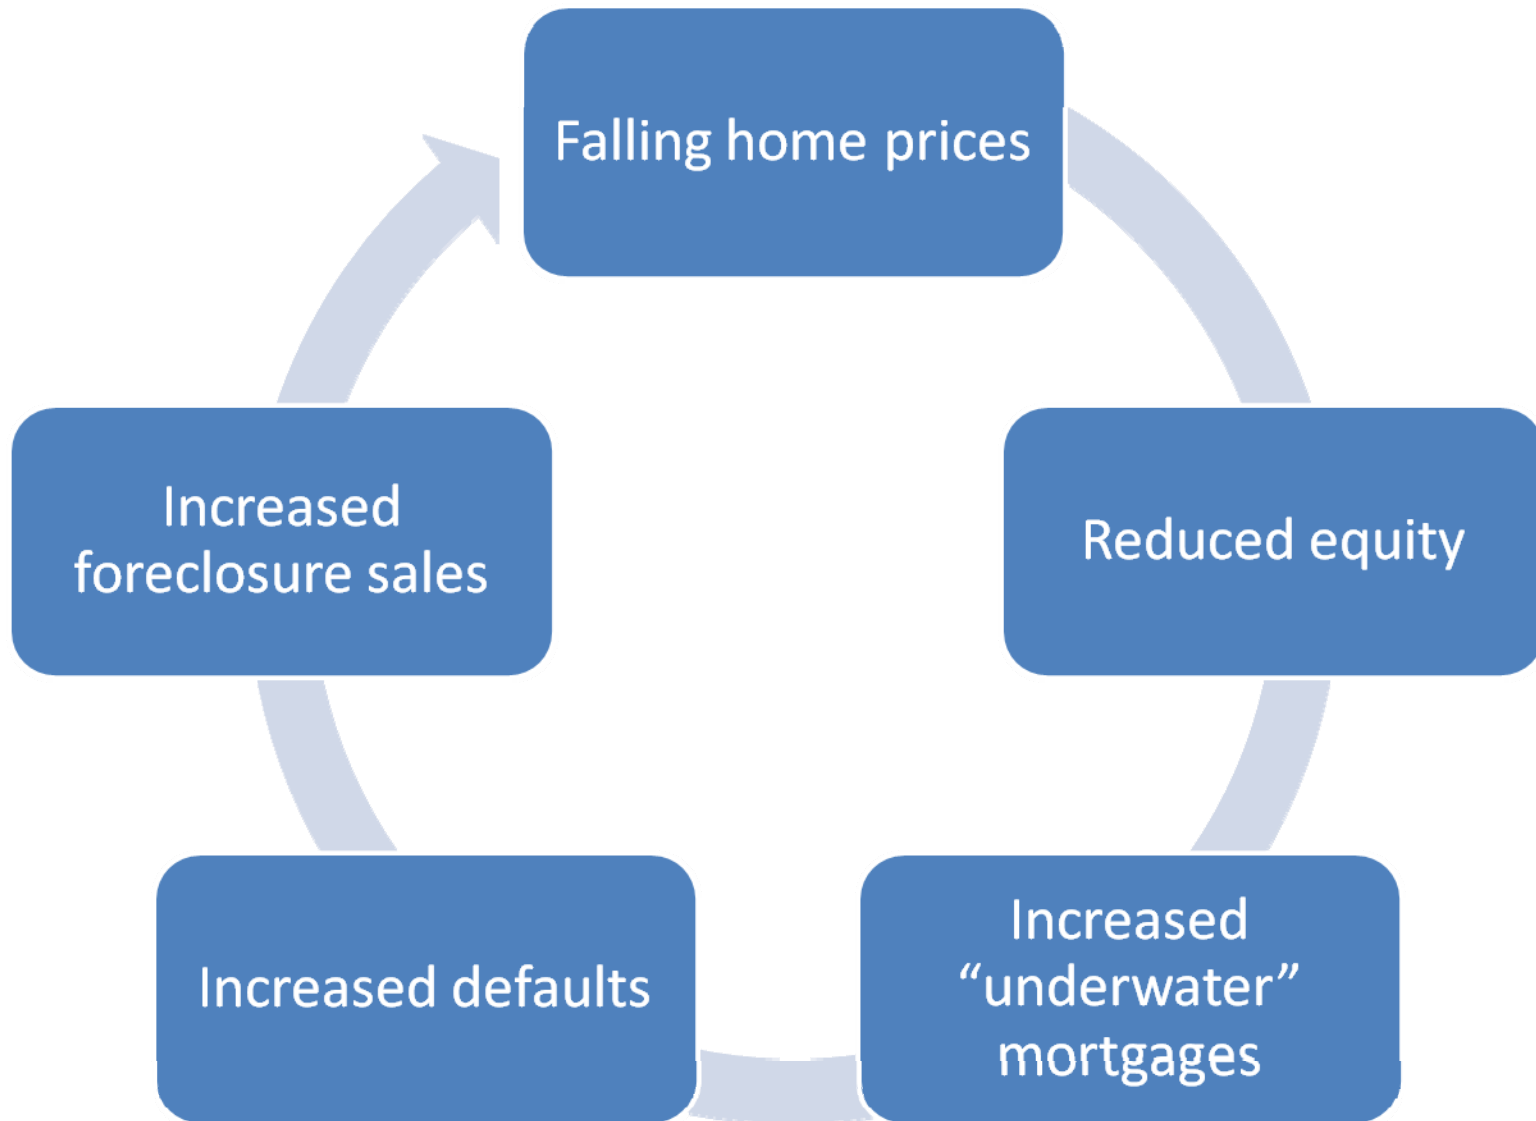 Falling home prices
Reduced equity
Increased
“underwater”
mortgages
Increased defaults
Increased
foreclosure sales